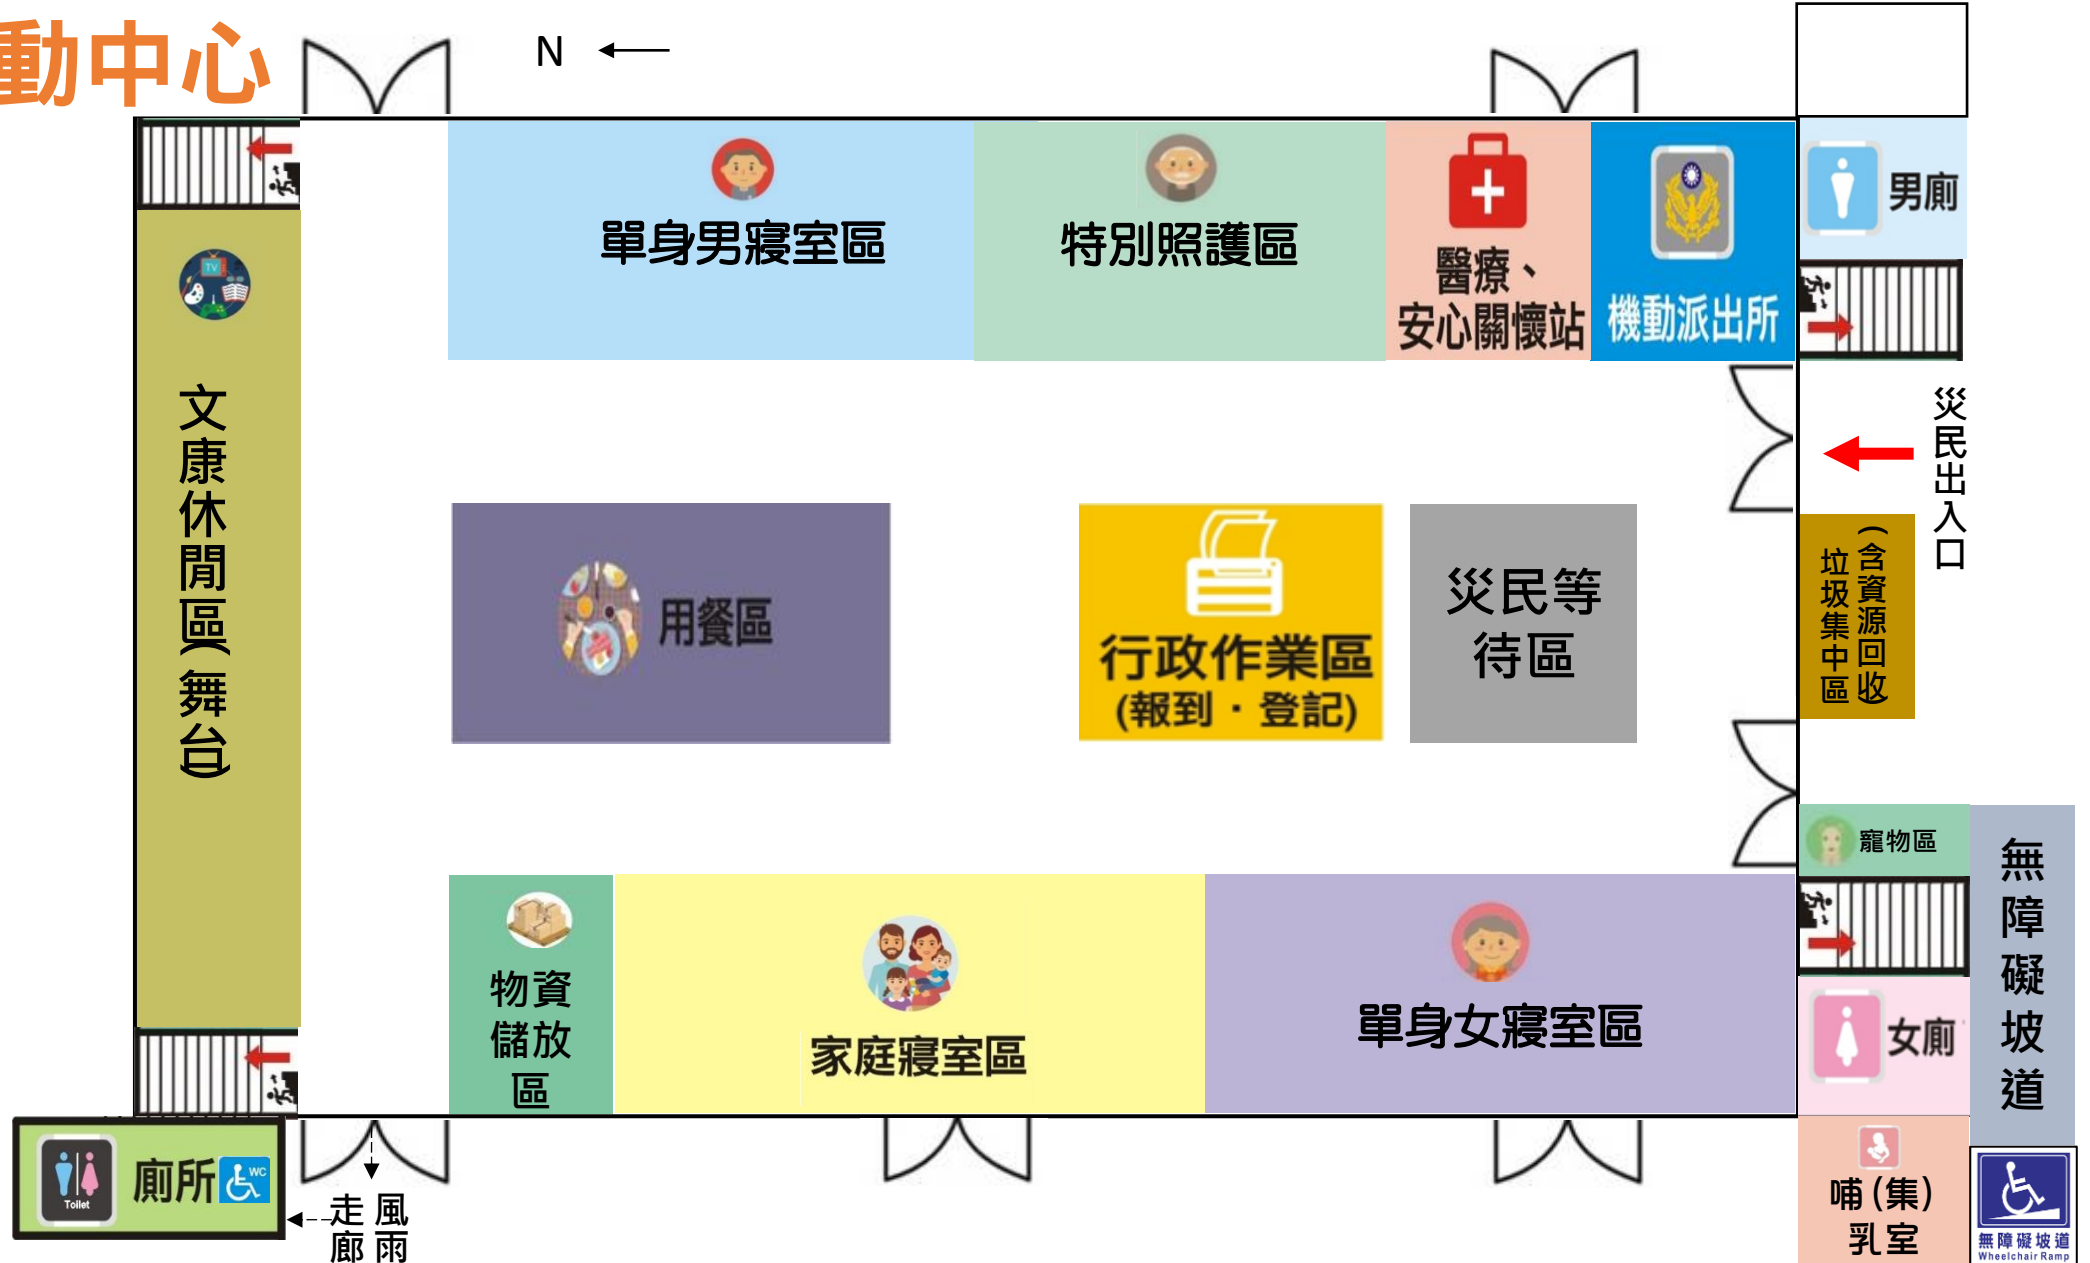 動中心
N
單身男寢室區
特別照護區
醫療、
安心關懷站
機動派出所
男廁
TV
文康休閒區(舞台)
災民出入口
用餐區
行政作業區
(報到・登記)
災民等
待區
(含資源回收)
垃圾集中區
寵物區
無障礙坡道
物資
儲放
區
家庭寢室區
單身女寢室區
女廁
Toilet
廁所
WC
風雨
走廊
哺(集)
乳室
無障礙坡道
Wheelchair Ramp